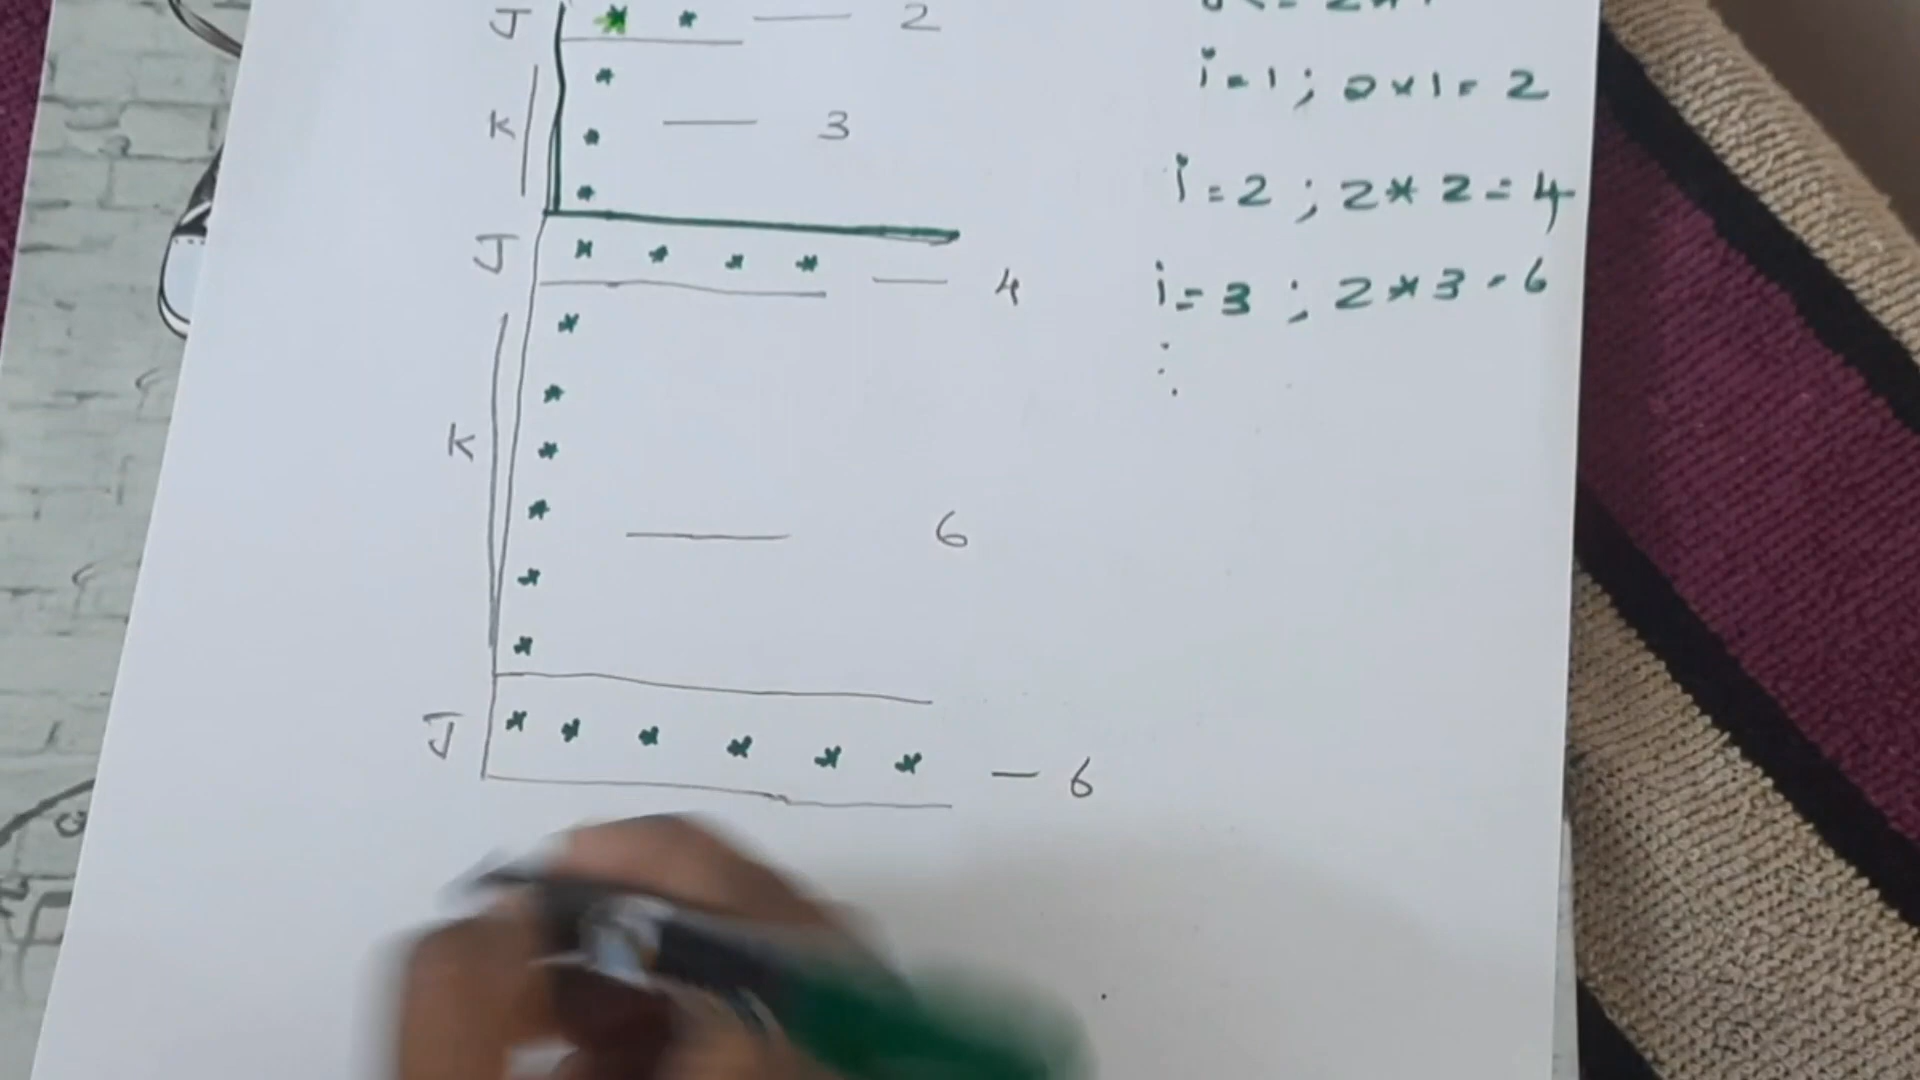 J * * — 2
*
K * — 3
*
J * * * * — 4
*
*
K *
* — 6
*
*
J * * * * * * — 6
i=1; 2*1=2
i=2; 2*2=4
i=3; 2*3=6